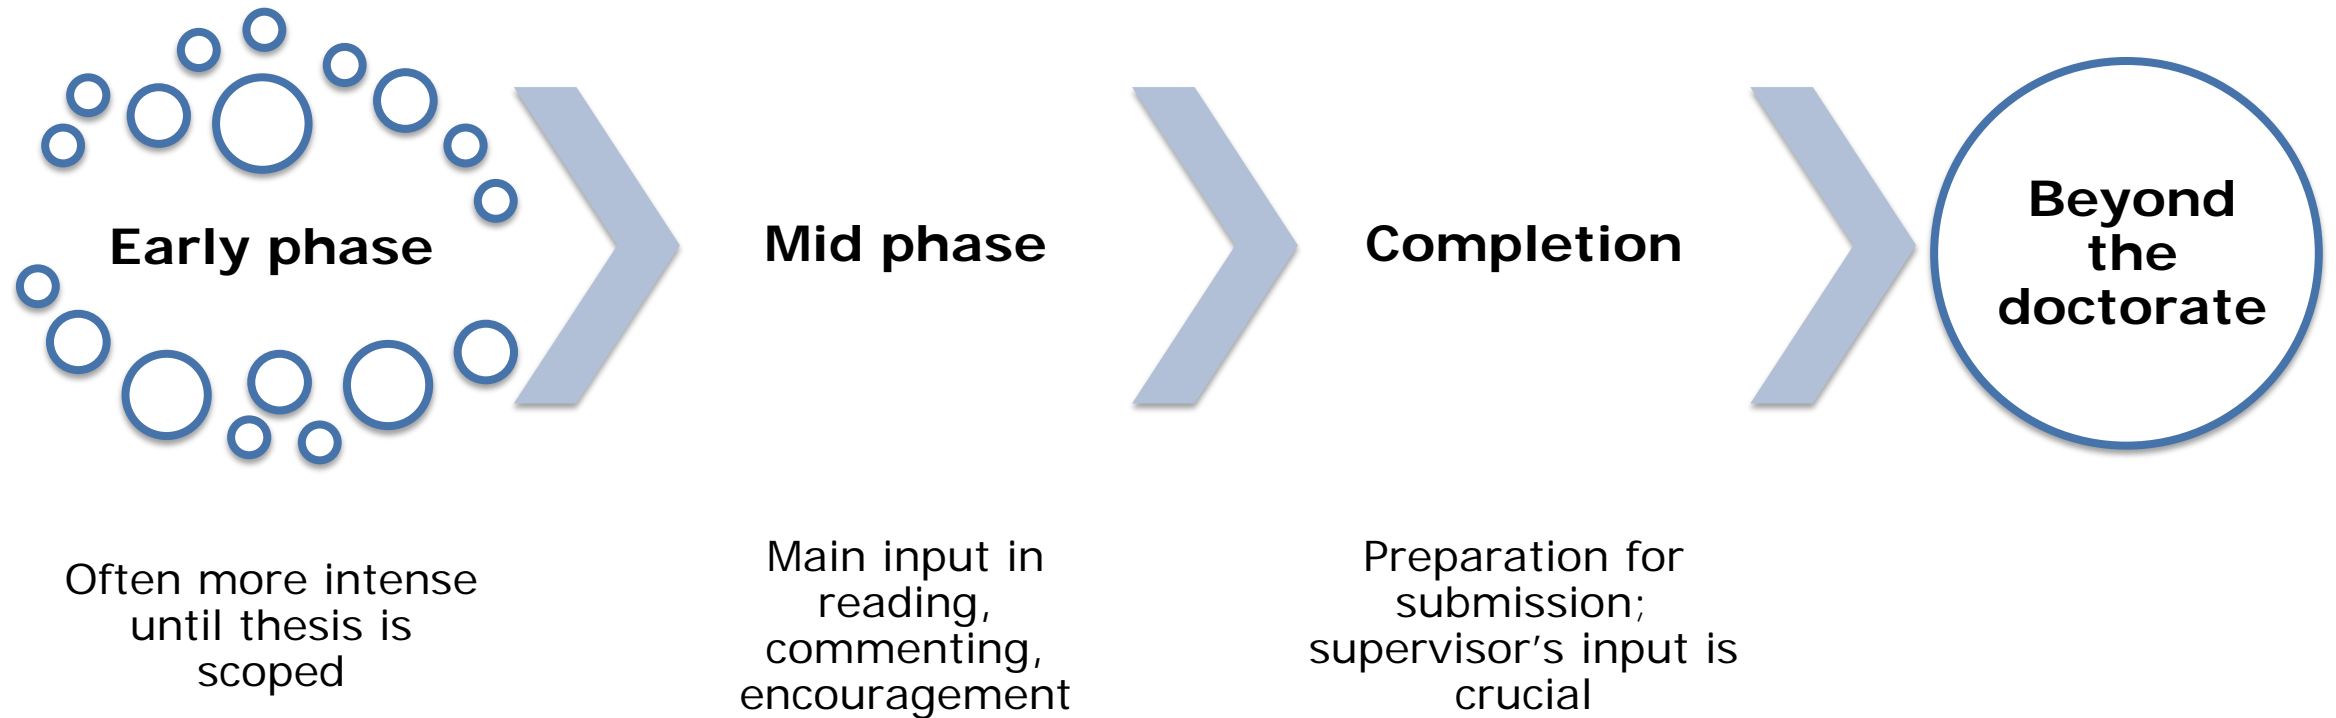 Early phase
Mid phase
Completion
Beyond
the
doctorate
Often more intense
until thesis is
scoped
Main input in
reading,
commenting,
encouragement
Preparation for
submission;
supervisor’s input is
crucial